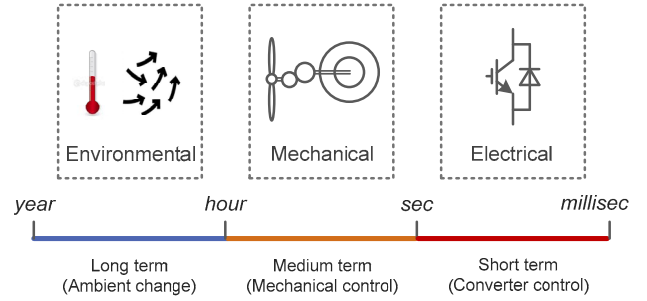 Environmental
Mechanical
Electrical
year
hour
sec
millisec
Long term
(Ambient change)
Medium term
(Mechanical control)
Short term
(Converter control)